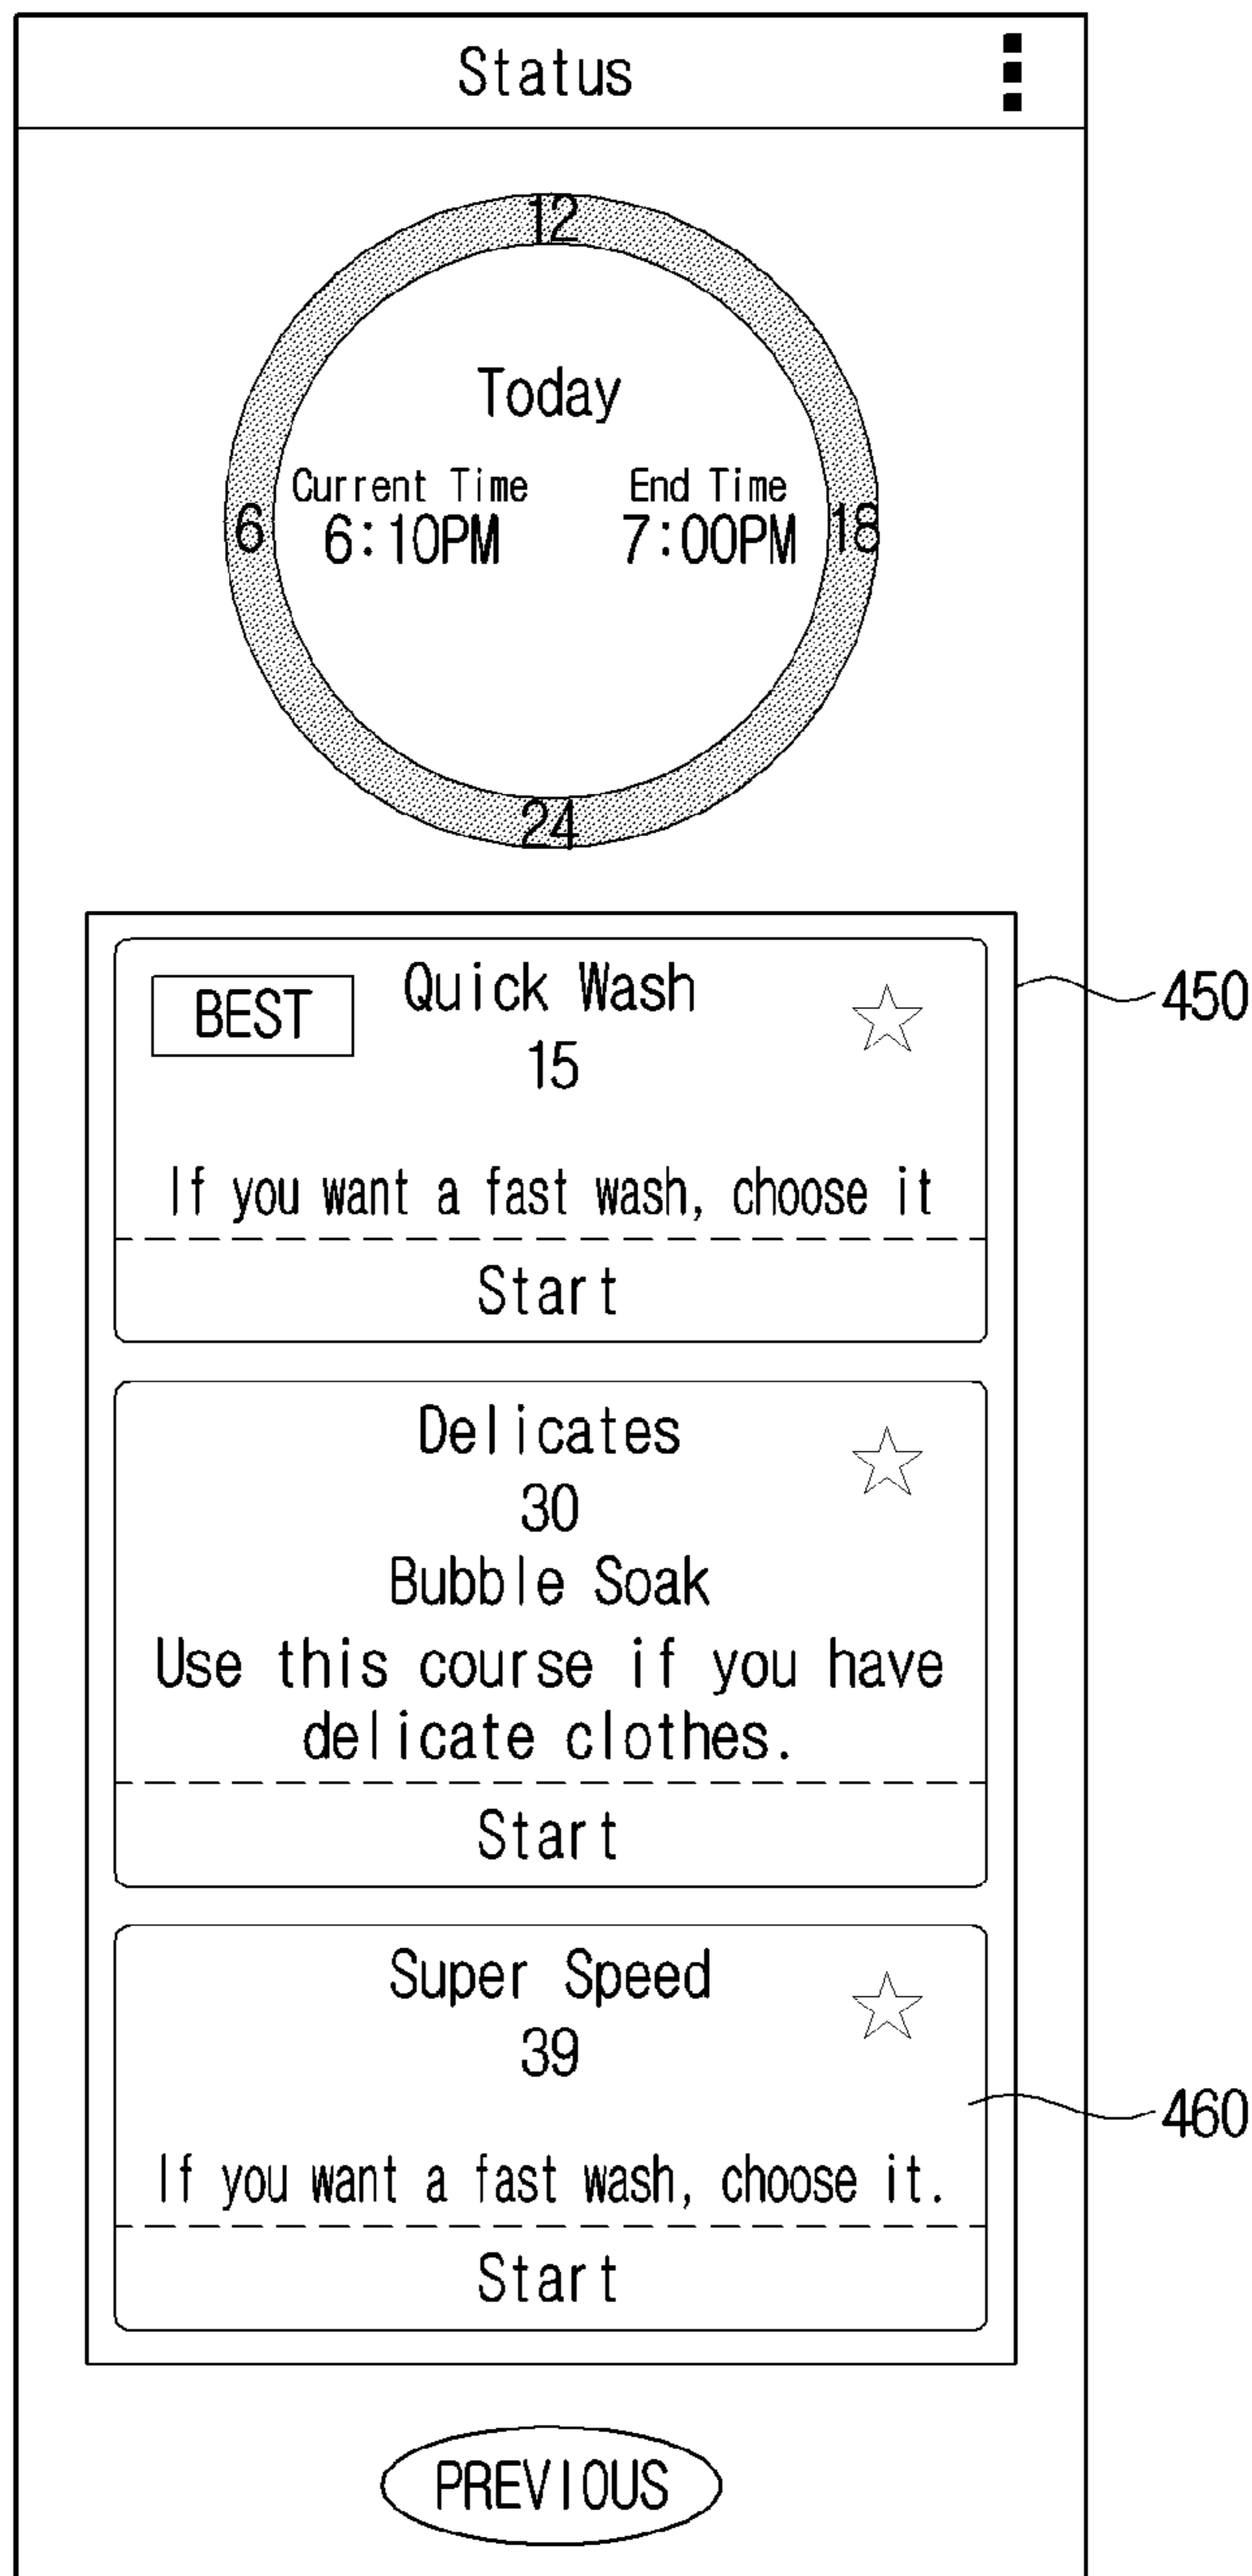 Status
12
Today
Current Time End Time
6 6:10PM 7:00PM 18
24
BEST Quick Wash
15
If you want a fast wash, choose it
Start
450
Delicates
30
Bubble Soak
Use this course if you have
delicate clothes.
Start
Super Speed
39
460
If you want a fast wash, choose it.
Start
PREVIOUS